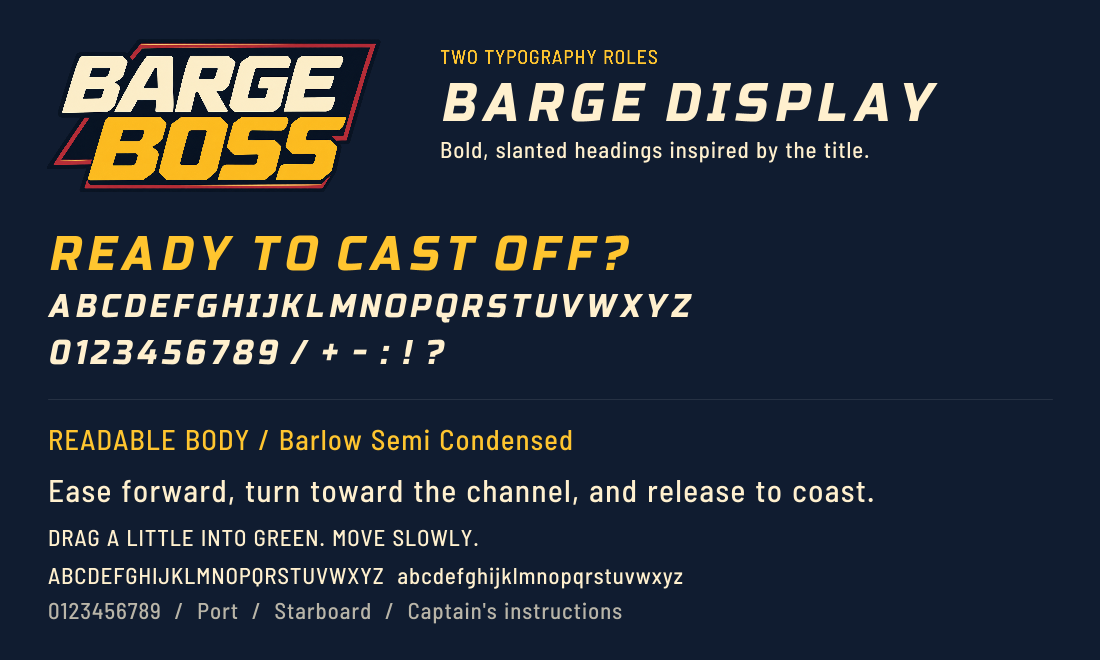 BARGE
BOSS
TWO TYPOGRAPHY ROLES
BARGE DISPLAY
Bold, slanted headings inspired by the title.
READY TO CAST OFF?
ABCDEFGHIJKLMNOPQRSTUVWXYZ
0123456789 / + - : ! ?
READABLE BODY / Barlow Semi Condensed
Ease forward, turn toward the channel, and release to coast.
DRAG A LITTLE INTO GREEN. MOVE SLOWLY.
ABCDEFGHIJKLMNOPQRSTUVWXYZ abcdefghijklmnopqrstuvwxyz
0123456789 / Port / Starboard / Captain's instructions